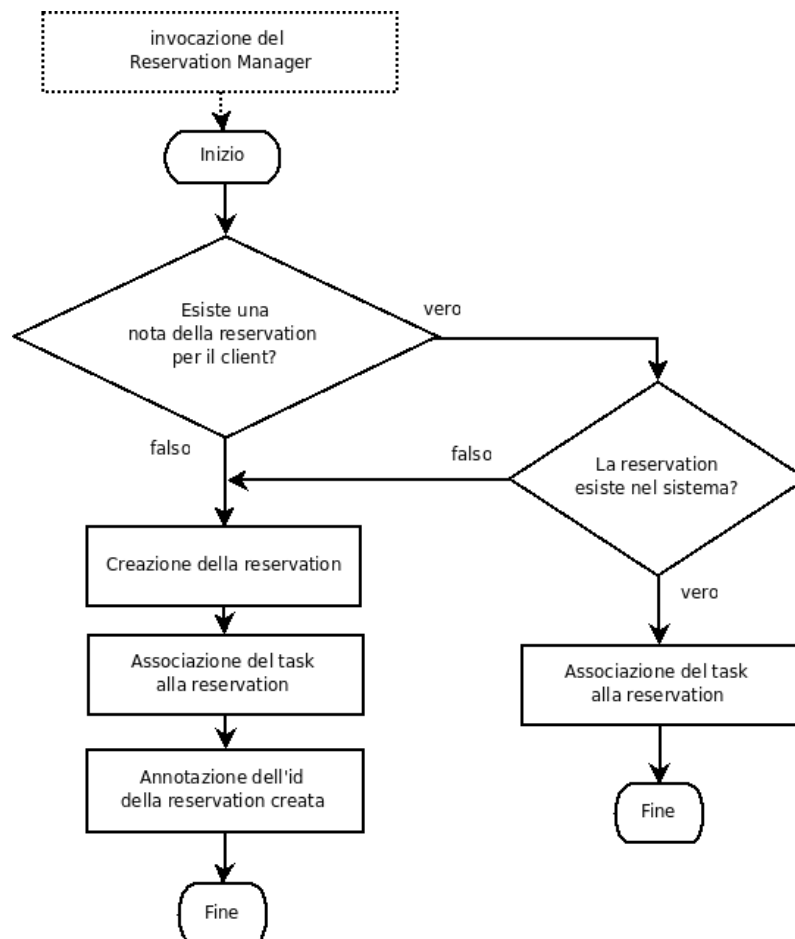 invocazione del
Reservation Manager
Inizio
Esiste una
nota della reservation
per il client?
vero
falso
falso
La reservation
esiste nel sistema?
Creazione della reservation
vero
Associazione del task
alla reservation
Associazione del task
alla reservation
Annotazione dell'id
della reservation creata
Fine
Fine